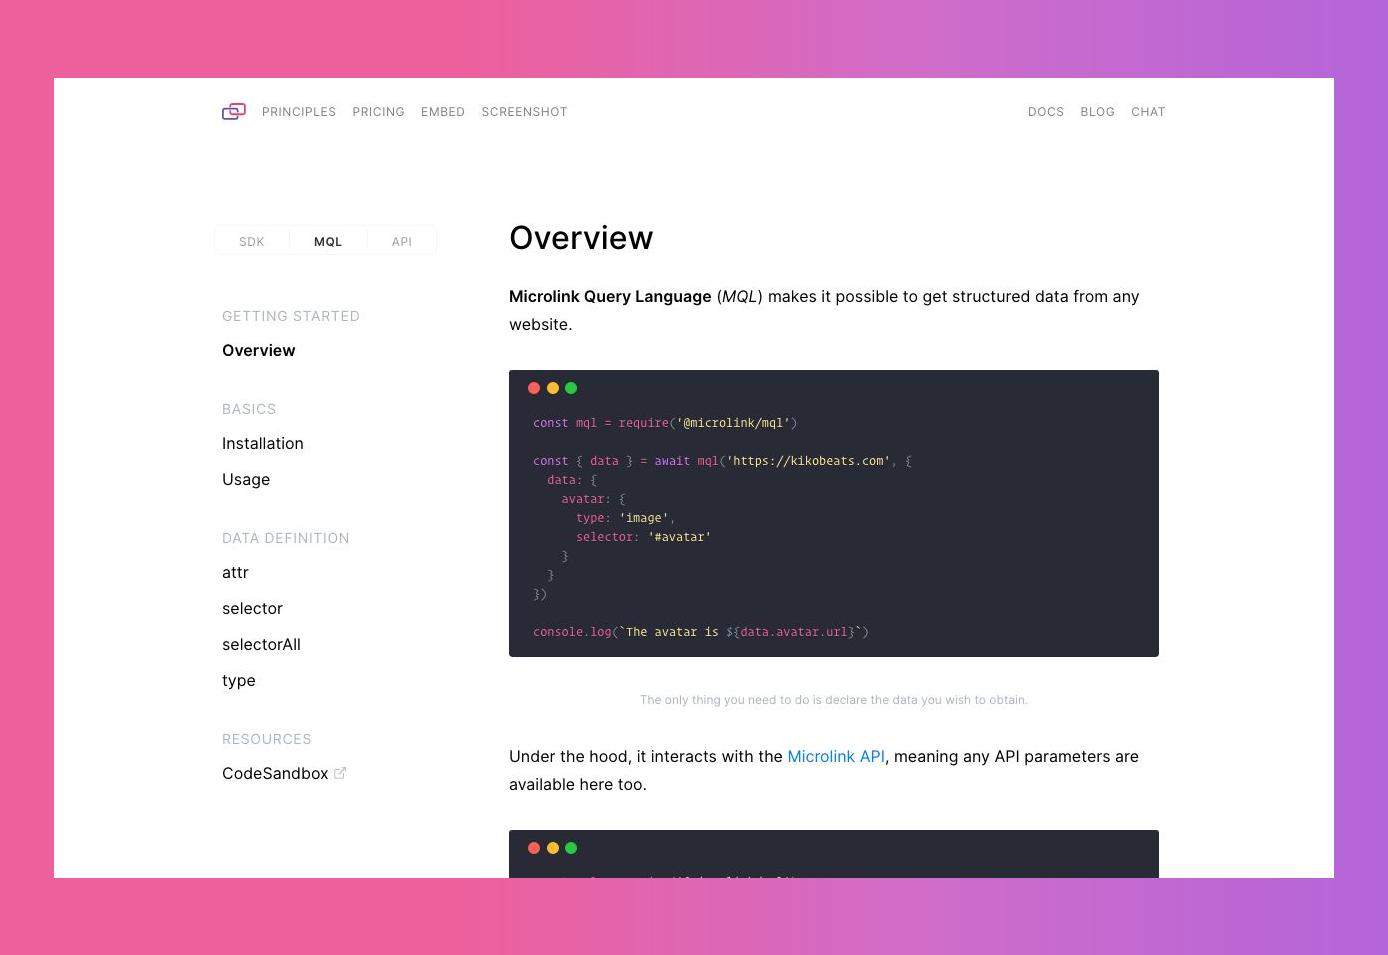 PRINCIPLES PRICING EMBED SCREENSHOT DOCS BLOG CHAT
SDK MQL API
GETTING STARTED
Overview
BASICS
Installation
Usage
DATA DEFINITION
attr
selector
selectorAll
type
RESOURCES
CodeSandbox
Overview
Microlink Query Language (MQL) makes it possible to get structured data from any
website.
const mql = require('@microlink/mql')
const { data } = await mql('https://kikobeats.com', {
  data: {
    avatar: {
      type: 'image',
      selector: '#avatar'
    }
  }
})
console.log(`The avatar is ${data.avatar.url}`)
The only thing you need to do is declare the data you wish to obtain.
Under the hood, it interacts with the Microlink API, meaning any API parameters are
available here too.